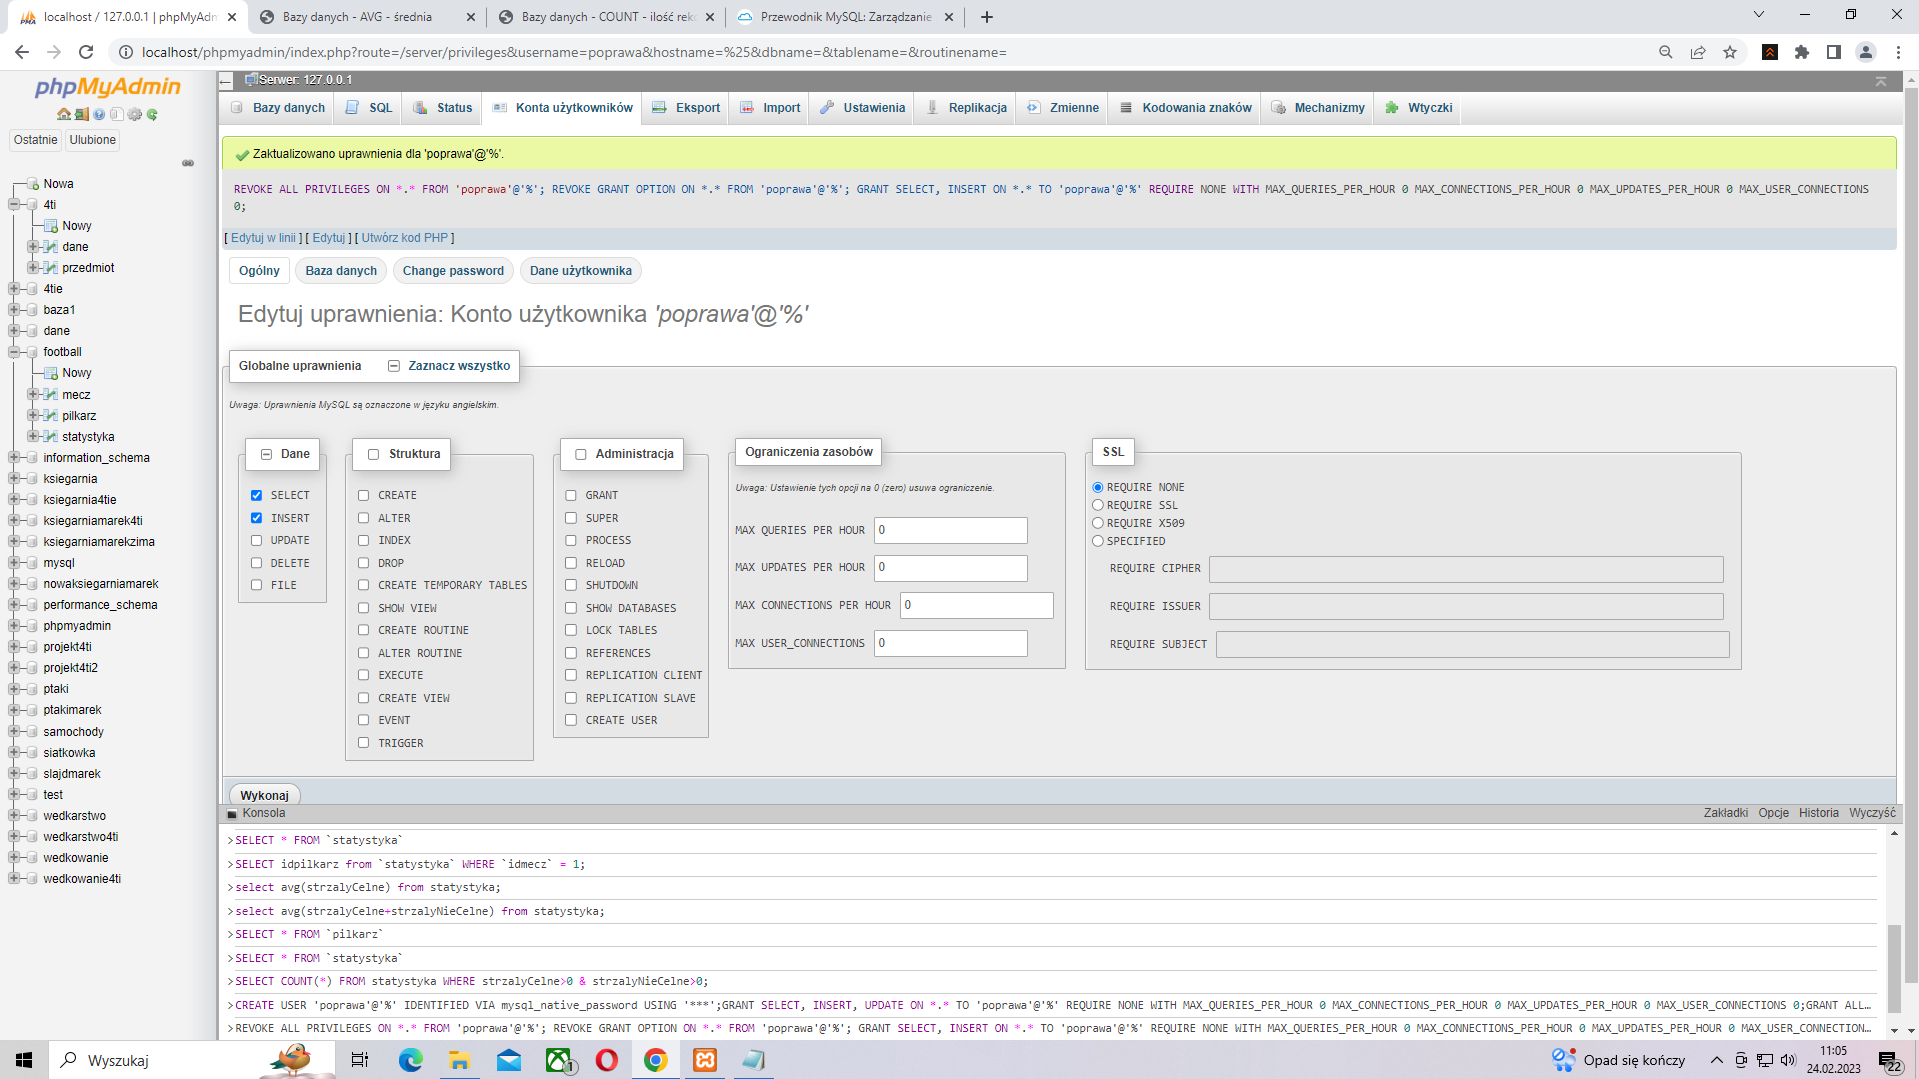 localhost / 127.0.0.1 | phpMyAdn
Bazy danych - AVG - średnia
Bazy danych - COUNT - ilość reko
Przewodnik MySQL: Zarządzanie
localhost/phpmyadmin/index.php?route=/server/privileges&username=poprawa&hostname=%25&dbname=&tablename=&routinename=
phpMyAdmin
Ostatnie
Ulubione
Nowa
4ti
Nowy
dane
przedmiot
4tie
baza1
dane
football
Nowy
mecz
pilkarz
statystyka
information_schema
ksiegarnia
ksiegarnia4tie
ksiegarniamarek4ti
ksiegarniamarekzima
mysql
nowaksiegarniamarek
performance_schema
phpmyadmin
projekt4ti
projekt4ti2
ptaki
ptakimarek
samochody
siatkowka
slajdmarek
test
wedkarstwo
wedkarstwo4ti
wedkowanie
wedkowanie4ti
Serwer: 127.0.0.1
Bazy danych SQL Status Konta użytkowników Eksport Import Ustawienia Replikacja Zmienne Kodowania znaków Mechanizmy Wtyczki
Zaktualizowano uprawnienia dla 'poprawa'@'%'.
REVOKE ALL PRIVILEGES ON *.* FROM 'poprawa'@'%'; REVOKE GRANT OPTION ON *.* FROM 'poprawa'@'%'; GRANT SELECT, INSERT ON *.* TO 'poprawa'@'%' REQUIRE NONE WITH MAX_QUERIES_PER_HOUR 0 MAX_CONNECTIONS_PER_HOUR 0 MAX_UPDATES_PER_HOUR 0 MAX_USER_CONNECTIONS
0;
[ Edytuj w linii ] [ Edytuj ] [ Utwórz kod PHP ]
Ogólny Baza danych Change password Dane użytkownika
Edytuj uprawnienia: Konto użytkownika 'poprawa'@'%'
Globalne uprawnienia Zaznacz wszystko
Uwaga: Uprawnienia MySQL są oznaczone w języku angielskim.
Dane
SELECT
INSERT
UPDATE
DELETE
FILE
Struktura
CREATE
ALTER
INDEX
DROP
CREATE TEMPORARY TABLES
SHOW VIEW
CREATE ROUTINE
ALTER ROUTINE
EXECUTE
CREATE VIEW
EVENT
TRIGGER
Administracja
GRANT
SUPER
PROCESS
RELOAD
SHUTDOWN
SHOW DATABASES
LOCK TABLES
REFERENCES
REPLICATION CLIENT
REPLICATION SLAVE
CREATE USER
Ograniczenia zasobów
Uwaga: Ustawienie tych opcji na 0 (zero) usuwa ograniczenie.
MAX QUERIES PER HOUR 0
MAX UPDATES PER HOUR 0
MAX CONNECTIONS PER HOUR 0
MAX USER_CONNECTIONS 0
SSL
REQUIRE NONE
REQUIRE SSL
REQUIRE X509
SPECIFIED
REQUIRE CIPHER
REQUIRE ISSUER
REQUIRE SUBJECT
Wykonaj
Konsola
Zakładki Opcje Historia Wyczyść
>SELECT * FROM `statystyka`
>SELECT idpilkarz from `statystyka` WHERE `idmecz` = 1;
>select avg(strzalyCelne) from statystyka;
>select avg(strzalyCelne+strzalyNieCelne) from statystyka;
>SELECT * FROM `pilkarz`
>SELECT * FROM `statystyka`
>SELECT COUNT(*) FROM statystyka WHERE strzalyCelne>0 & strzalyNieCelne>0;
>CREATE USER 'poprawa'@'%' IDENTIFIED VIA mysql_native_password USING '***';GRANT SELECT, INSERT, UPDATE ON *.* TO 'poprawa'@'%' REQUIRE NONE WITH MAX_QUERIES_PER_HOUR 0 MAX_CONNECTIONS_PER_HOUR 0 MAX_UPDATES_PER_HOUR 0 MAX_USER_CONNECTIONS 0;GRANT ALL…
>REVOKE ALL PRIVILEGES ON *.* FROM 'poprawa'@'%'; REVOKE GRANT OPTION ON *.* FROM 'poprawa'@'%'; GRANT SELECT, INSERT ON *.* TO 'poprawa'@'%' REQUIRE NONE WITH MAX_QUERIES_PER_HOUR 0 MAX_CONNECTIONS_PER_HOUR 0 MAX_UPDATES_PER_HOUR 0 MAX_USER_CONNECTION…
Wyszukaj
1
Opad się kończy
11:05
24.02.2023
22